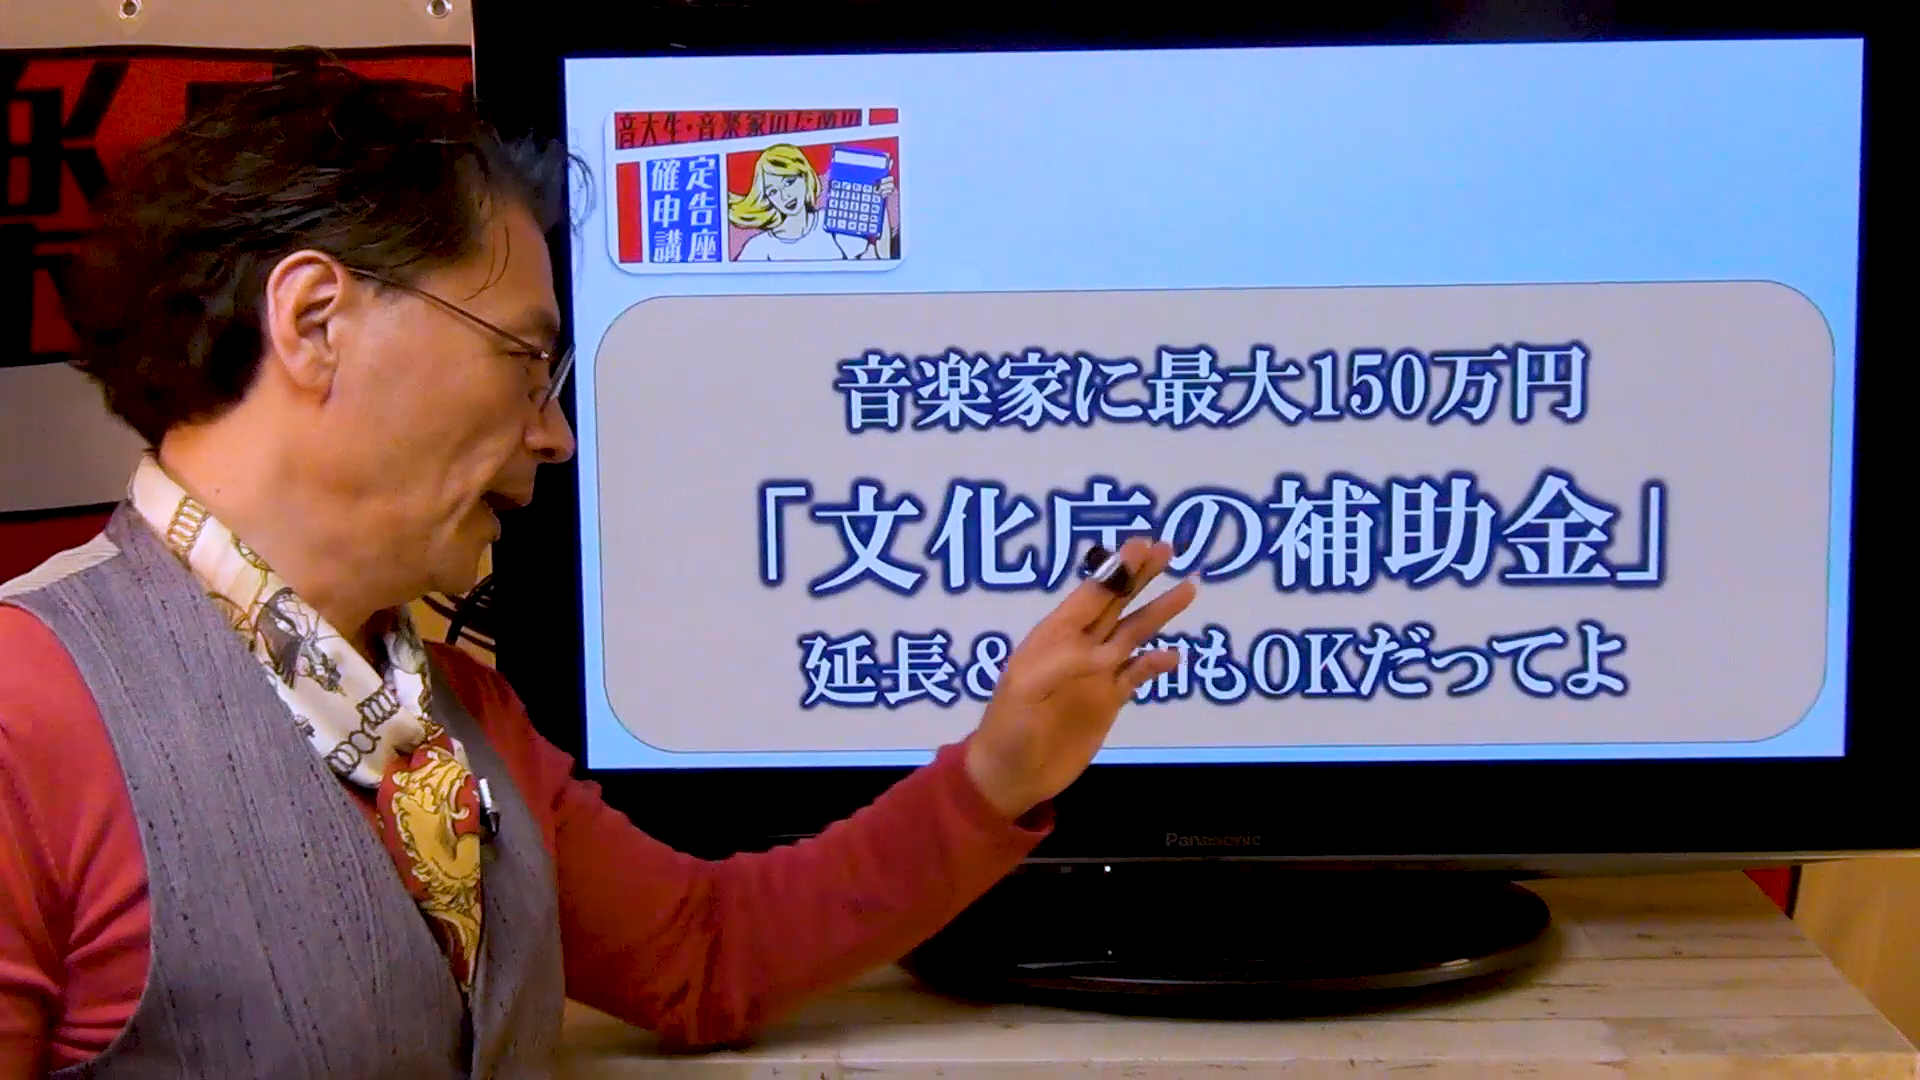 音大生・音楽家のための
確定
申告
講座
音楽家に最大150万円
「文化庁の補助金」
延長& もOKだってよ
Panasonic